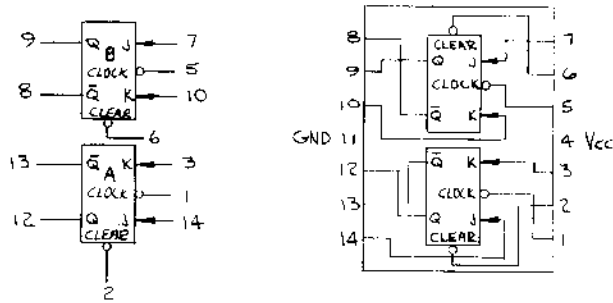 9 Q J 7
B
CLOCK 5
8 Q̄ K 10
CLEAR
6
13 Q̄ K 3
A
CLOCK 1
12 Q J 14
CLEAR
2
8 CLEAR 7
9 Q J
6
CLOCK
10 5
Q̄ K
GND 11 4 Vcc
12 Q̄ K 3
CLOCK
13 2
Q J
14 CLEAR 1